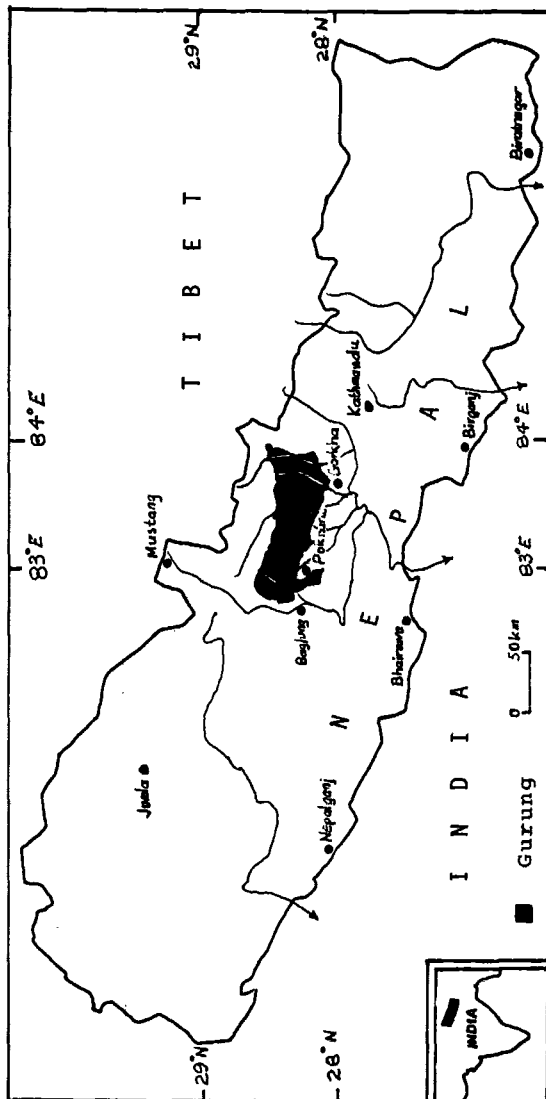 83°E
84°E
29°N
29°N
TIBET
Mustang
Jumla
28°N
28°N
Baglung
Pokhara
Gorkha
Kathmandu
Nepalganj
NEPAL
Bhairawa
Birganj
Biratnagar
INDIA
INDIA
Gurung
0 50km
83°E
84°E